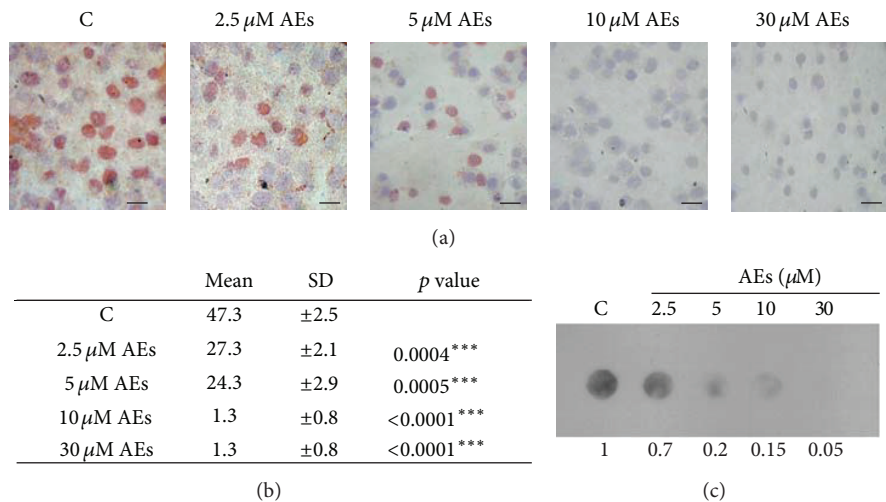 C 2.5 μM AEs 5 μM AEs 10 μM AEs 30 μM AEs
(a)
Mean SD p value
C 47.3 ±2.5
2.5 μM AEs 27.3 ±2.1 0.0004***
5 μM AEs 24.3 ±2.9 0.0005***
10 μM AEs 1.3 ±0.8 <0.0001***
30 μM AEs 1.3 ±0.8 <0.0001***
(b)
AEs (μM)
C 2.5 5 10 30
1 0.7 0.2 0.15 0.05
(c)